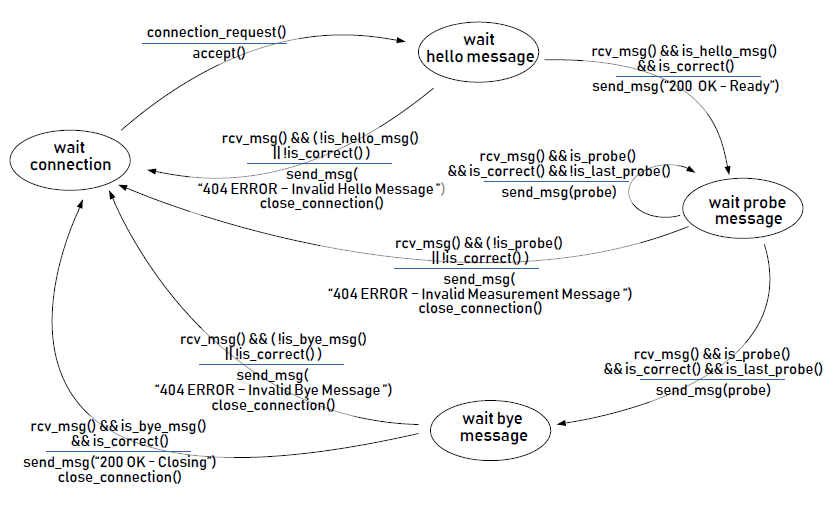 connection_request()
accept()
wait
hello message
rcv_msg() && is_hello_msg()
&& is_correct()
send_msg("200 OK - Ready")
wait
connection
rcv_msg() && ( !is_hello_msg()
|| !is_correct() )
send_msg(
"404 ERROR – Invalid Hello Message")
close_connection()
rcv_msg() && is_probe()
&& is_correct() && !is_last_probe()
send_msg(probe)
wait probe
message
rcv_msg() && ( !is_probe()
|| !is_correct() )
send_msg(
"404 ERROR – Invalid Measurement Message")
close_connection()
rcv_msg() && ( !is_bye_msg()
|| !is_correct() )
send_msg(
"404 ERROR – Invalid Bye Message")
close_connection()
rcv_msg() && is_probe()
&& is_correct() && is_last_probe()
send_msg(probe)
wait bye
message
rcv_msg() && is_bye_msg()
&& is_correct()
send_msg("200 OK - Closing")
close_connection()